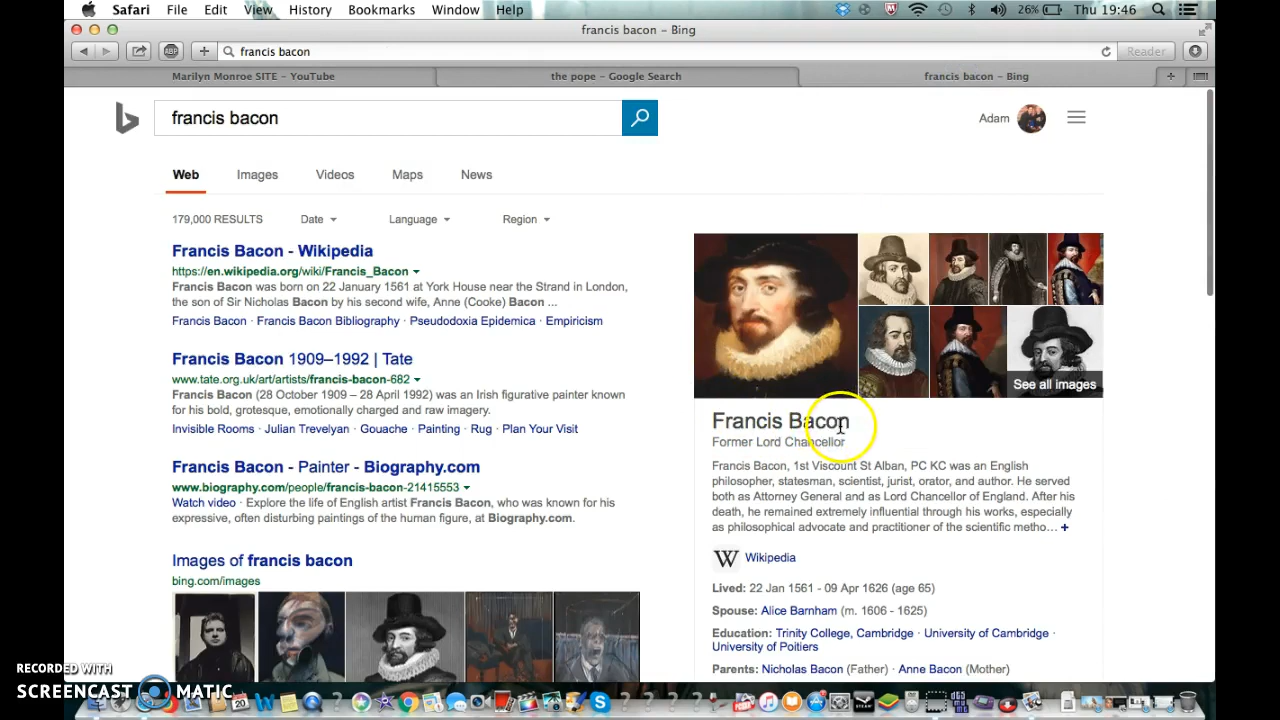 Safari File Edit View History Bookmarks Window Help 26% Thu 19:46
francis bacon – Bing
ABP + francis bacon Reader
Marilyn Monroe SITE – YouTube the pope – Google Search francis bacon – Bing +
francis bacon
Adam
Web Images Videos Maps News
179,000 RESULTS Date Language Region
Francis Bacon - Wikipedia
https://en.wikipedia.org/wiki/Francis_Bacon
Francis Bacon was born on 22 January 1561 at York House near the Strand in London,
the son of Sir Nicholas Bacon by his second wife, Anne (Cooke) Bacon ...
Francis Bacon · Francis Bacon Bibliography · Pseudodoxia Epidemica · Empiricism
Francis Bacon 1909–1992 | Tate
www.tate.org.uk/art/artists/francis-bacon-682
Francis Bacon (28 October 1909 – 28 April 1992) was an Irish figurative painter known
for his bold, grotesque, emotionally charged and raw imagery.
Invisible Rooms · Julian Trevelyan · Gouache · Painting · Rug · Plan Your Visit
Francis Bacon - Painter - Biography.com
www.biography.com/people/francis-bacon-21415553
Watch video · Explore the life of English artist Francis Bacon, who was known for his
expressive, often disturbing paintings of the human figure, at Biography.com.
Images of francis bacon
bing.com/images
See all images
Francis Bacon
Former Lord Chancellor
Francis Bacon, 1st Viscount St Alban, PC KC was an English
philosopher, statesman, scientist, jurist, orator, and author. He served
both as Attorney General and as Lord Chancellor of England. After his
death, he remained extremely influential through his works, especially
as philosophical advocate and practitioner of the scientific metho... +
W Wikipedia
Lived: 22 Jan 1561 - 09 Apr 1626 (age 65)
Spouse: Alice Barnham (m. 1606 - 1625)
Education: Trinity College, Cambridge · University of Cambridge ·
University of Poitiers
Parents: Nicholas Bacon (Father) · Anne Bacon (Mother)
RECORDED WITH
SCREENCAST MATIC
20